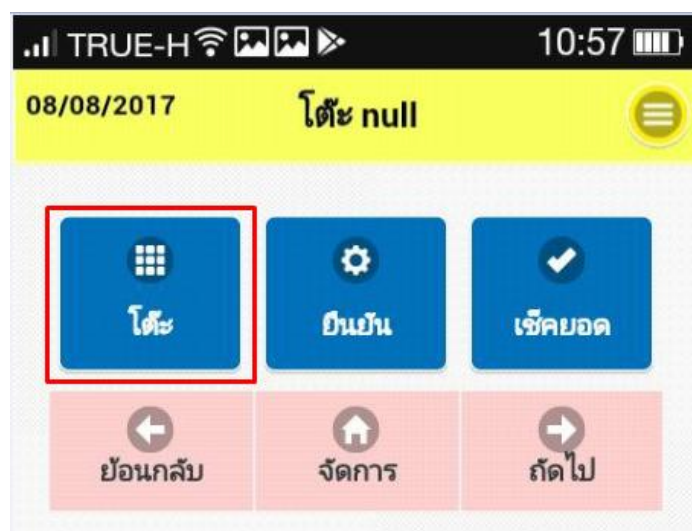 TRUE-H 10:57
08/08/2017 โต๊ะ null
โต๊ะ ยืนยัน เช็คยอด
ย้อนกลับ จัดการ ถัดไป